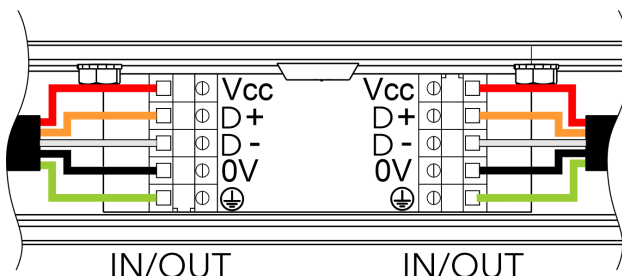 Vcc Vcc
D+ D+
D- D-
0V 0V
IN/OUT IN/OUT